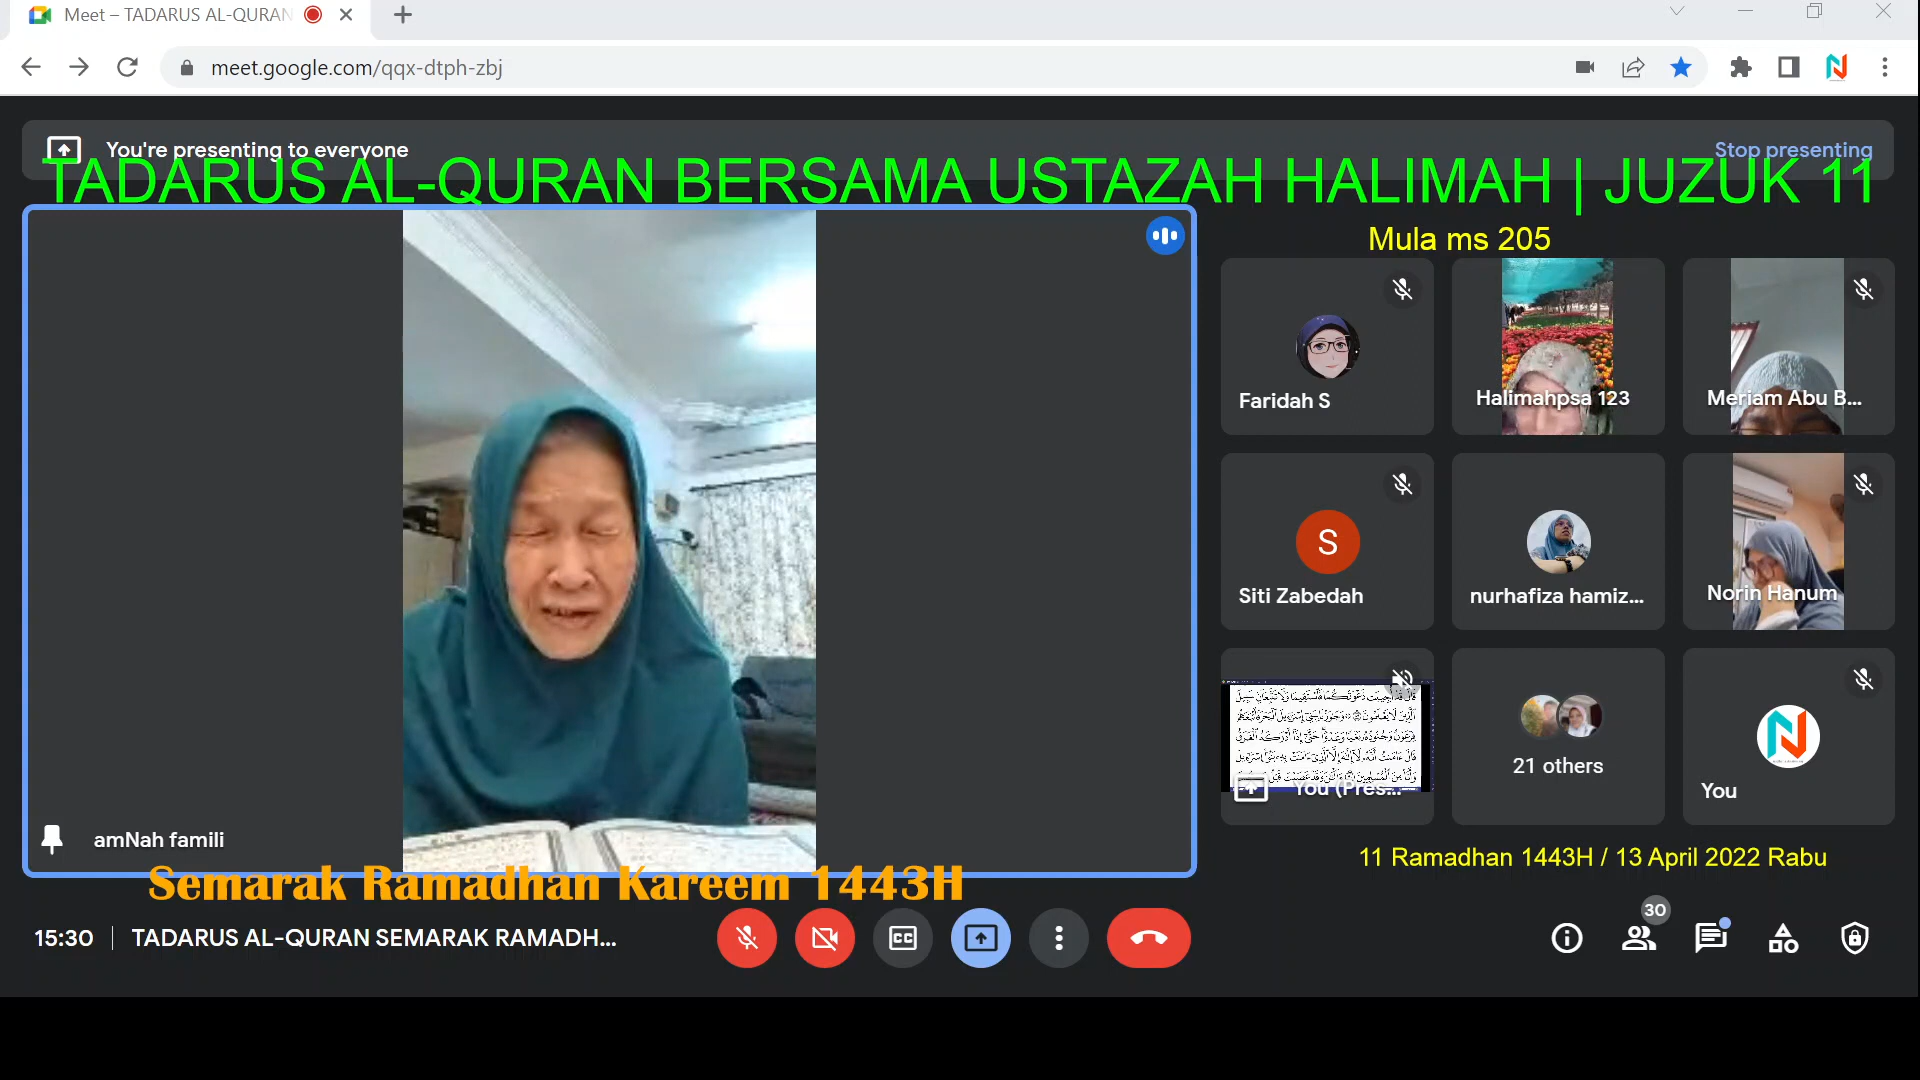 Meet – TADARUS AL-QURAN
meet.google.com/qqx-dtph-zbj
You're presenting to everyone
Stop presenting
TADARUS AL-QURAN BERSAMA USTAZAH HALIMAH | JUZUK 11
Mula ms 205
Faridah S
Halimahpsa 123
Meriam Abu B...
S
Siti Zabedah
nurhafiza hamiz...
Norin Hanum
You (Pres...
21 others
N
You
amNah famili
11 Ramadhan 1443H / 13 April 2022 Rabu
Semarak Ramadhan Kareem 1443H
15:30
TADARUS AL-QURAN SEMARAK RAMADH...
CC
30